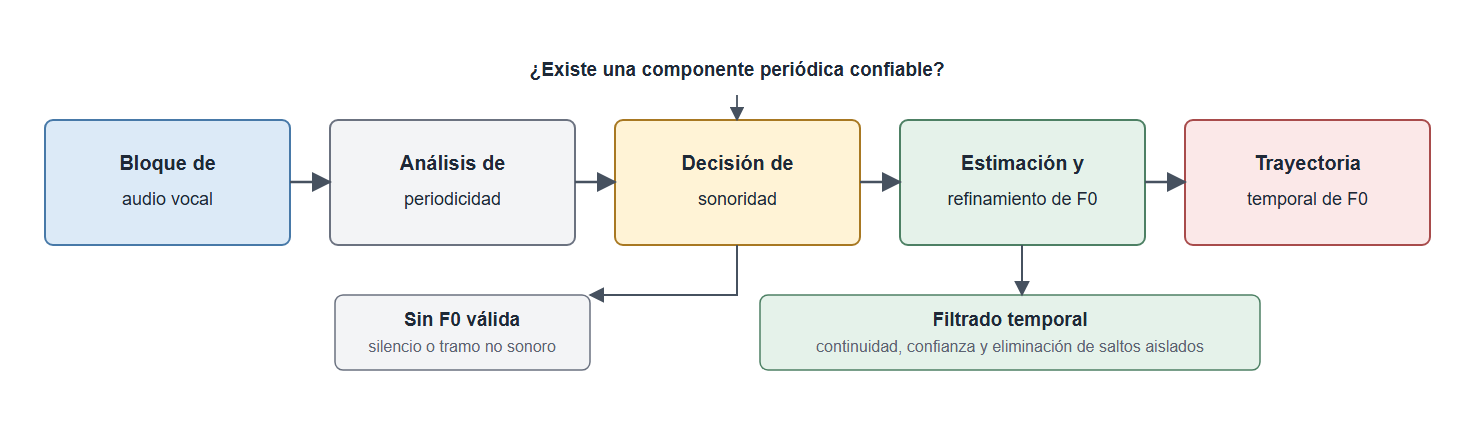 ¿Existe una componente periódica confiable?
Bloque de
audio vocal
Análisis de
periodicidad
Decisión de
sonoridad
Estimación y
refinamiento de F0
Trayectoria
temporal de F0
Sin F0 válida
silencio o tramo no sonoro
Filtrado temporal
continuidad, confianza y eliminación de saltos aislados